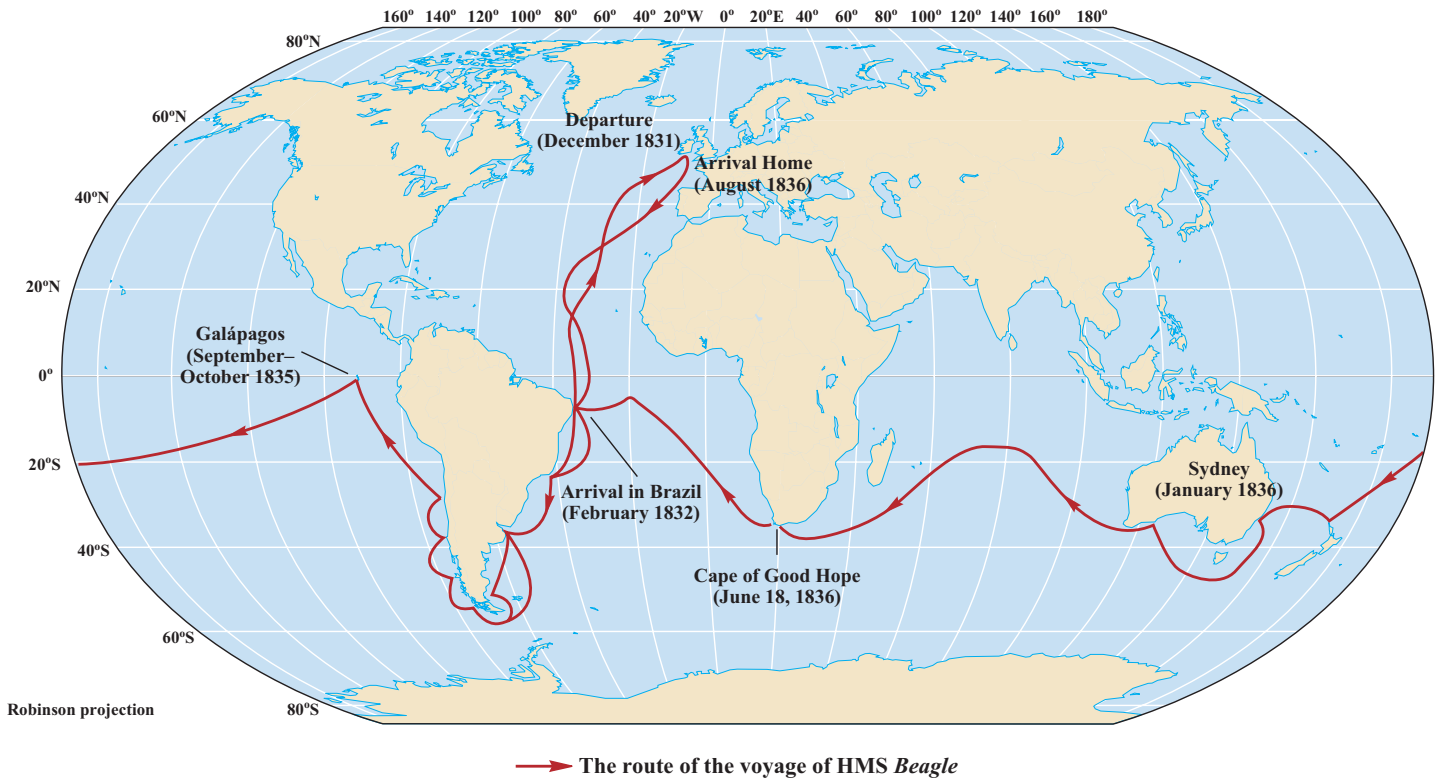 160º 140º 120º 100º 80º 60º 40º 20ºW 0º 20ºE 40º 60º 80º 100º 120º 140º 160º 180º
80ºN
60ºN
Departure
(December 1831)
Arrival Home
(August 1836)
40ºN
20ºN
Galápagos
(September–
October 1835)
0º
20ºS
Sydney
(January 1836)
Arrival in Brazil
(February 1832)
40ºS
Cape of Good Hope
(June 18, 1836)
60ºS
80ºS
Robinson projection
The route of the voyage of HMS Beagle